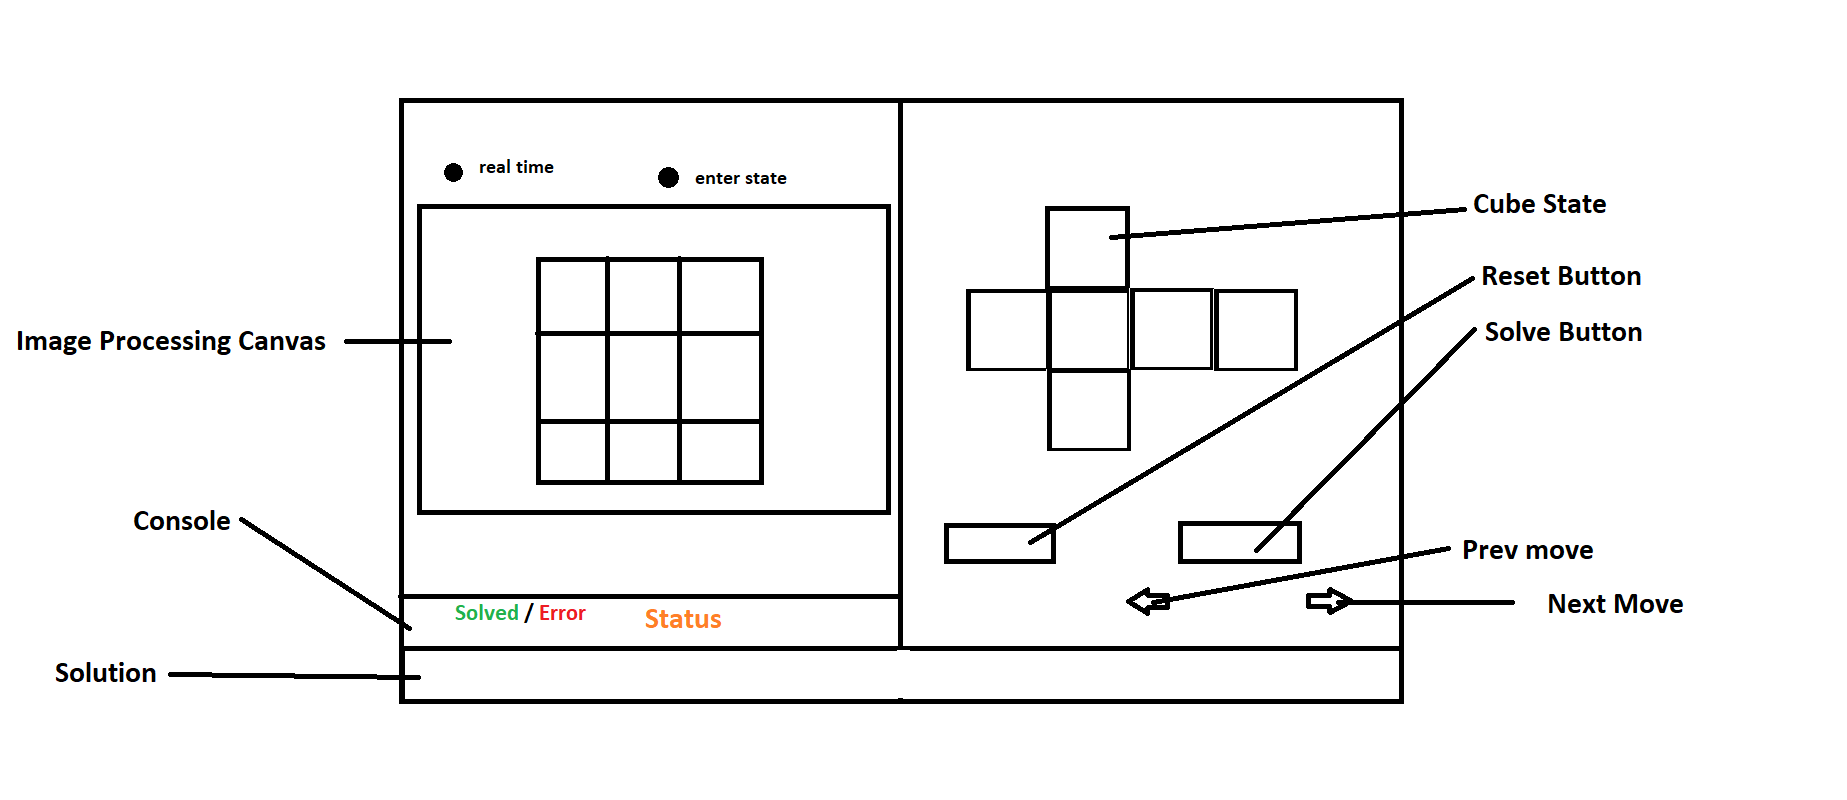 real time
enter state
Cube State
Reset Button
Solve Button
Image Processing Canvas
Console
Prev move
Next Move
Solved / Error
Status
Solution